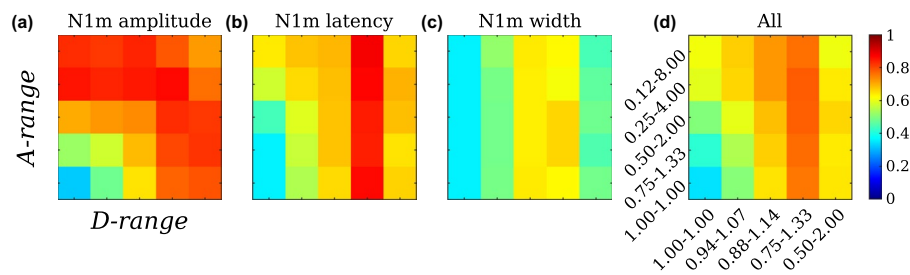 (a) N1m amplitude
(b) N1m latency
(c) N1m width
(d) All
A-range
D-range
0.12-8.00
0.25-4.00
0.50-2.00
0.75-1.33
1.00-1.00
1.00-1.00
0.94-1.07
0.88-1.14
0.75-1.33
0.50-2.00
1
0.8
0.6
0.4
0.2
0